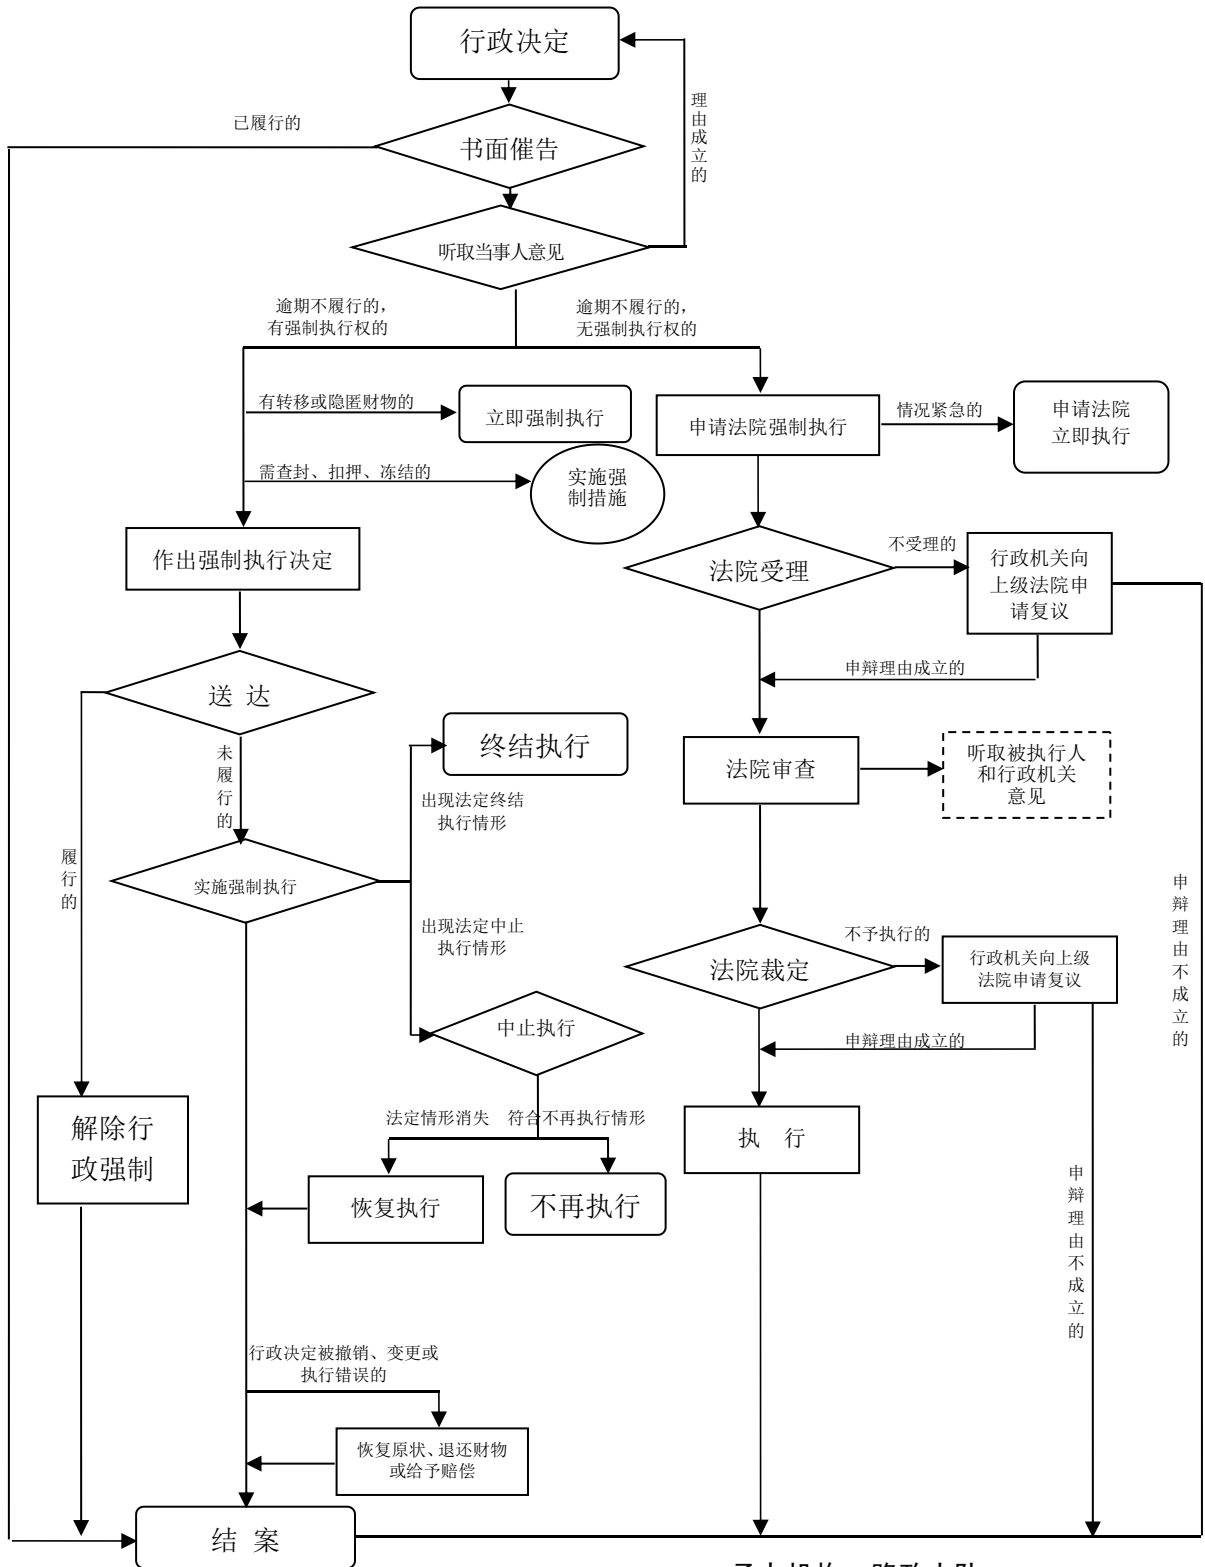 行政决定
理由成立的
已履行的
书面催告
听取当事人意见
逾期不履行的，
有强制执行权的
逾期不履行的，
无强制执行权的
有转移或隐匿财物的
立即强制执行
申请法院强制执行
情况紧急的
申请法院
立即执行
需查封、扣押、冻结的
实施强
制措施
作出强制执行决定
法院受理
不受理的
行政机关向
上级法院申
请复议
申辩理由成立的
送 达
未履行的
终结执行
法院审查
听取被执行人
和行政机关
意见
出现法定终结
执行情形
履行的
实施强制执行
出现法定中止
执行情形
申辩理由不成立的
不予执行的
法院裁定
行政机关向上级
法院申请复议
中止执行
申辩理由成立的
解除行
政强制
法定情形消失
符合不再执行情形
执 行
恢复执行
不再执行
申辩理由不成立的
行政决定被撤销、变更或
执行错误的
恢复原状、退还财物
或给予赔偿
结 案